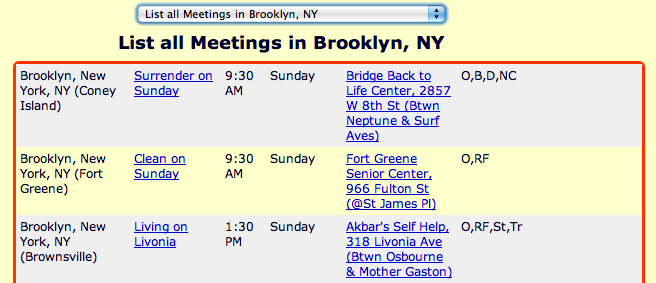 List all Meetings in Brooklyn, NY
List all Meetings in Brooklyn, NY
Brooklyn, New Surrender on 9:30 Sunday Bridge Back to O,B,D,NC
York, NY (Coney Sunday AM Life Center, 2857
Island) W 8th St (Btwn
Neptune & Surf
Aves)
Brooklyn, New Clean on 9:30 Sunday Fort Greene O,RF
York, NY (Fort Sunday AM Senior Center,
Greene) 966 Fulton St
(@St James Pl)
Brooklyn, New Living on 1:30 Sunday Akbar's Self Help, O,RF,St,Tr
York, NY Livonia PM 318 Livonia Ave
(Brownsville) (Btwn Osbourne
& Mother Gaston)